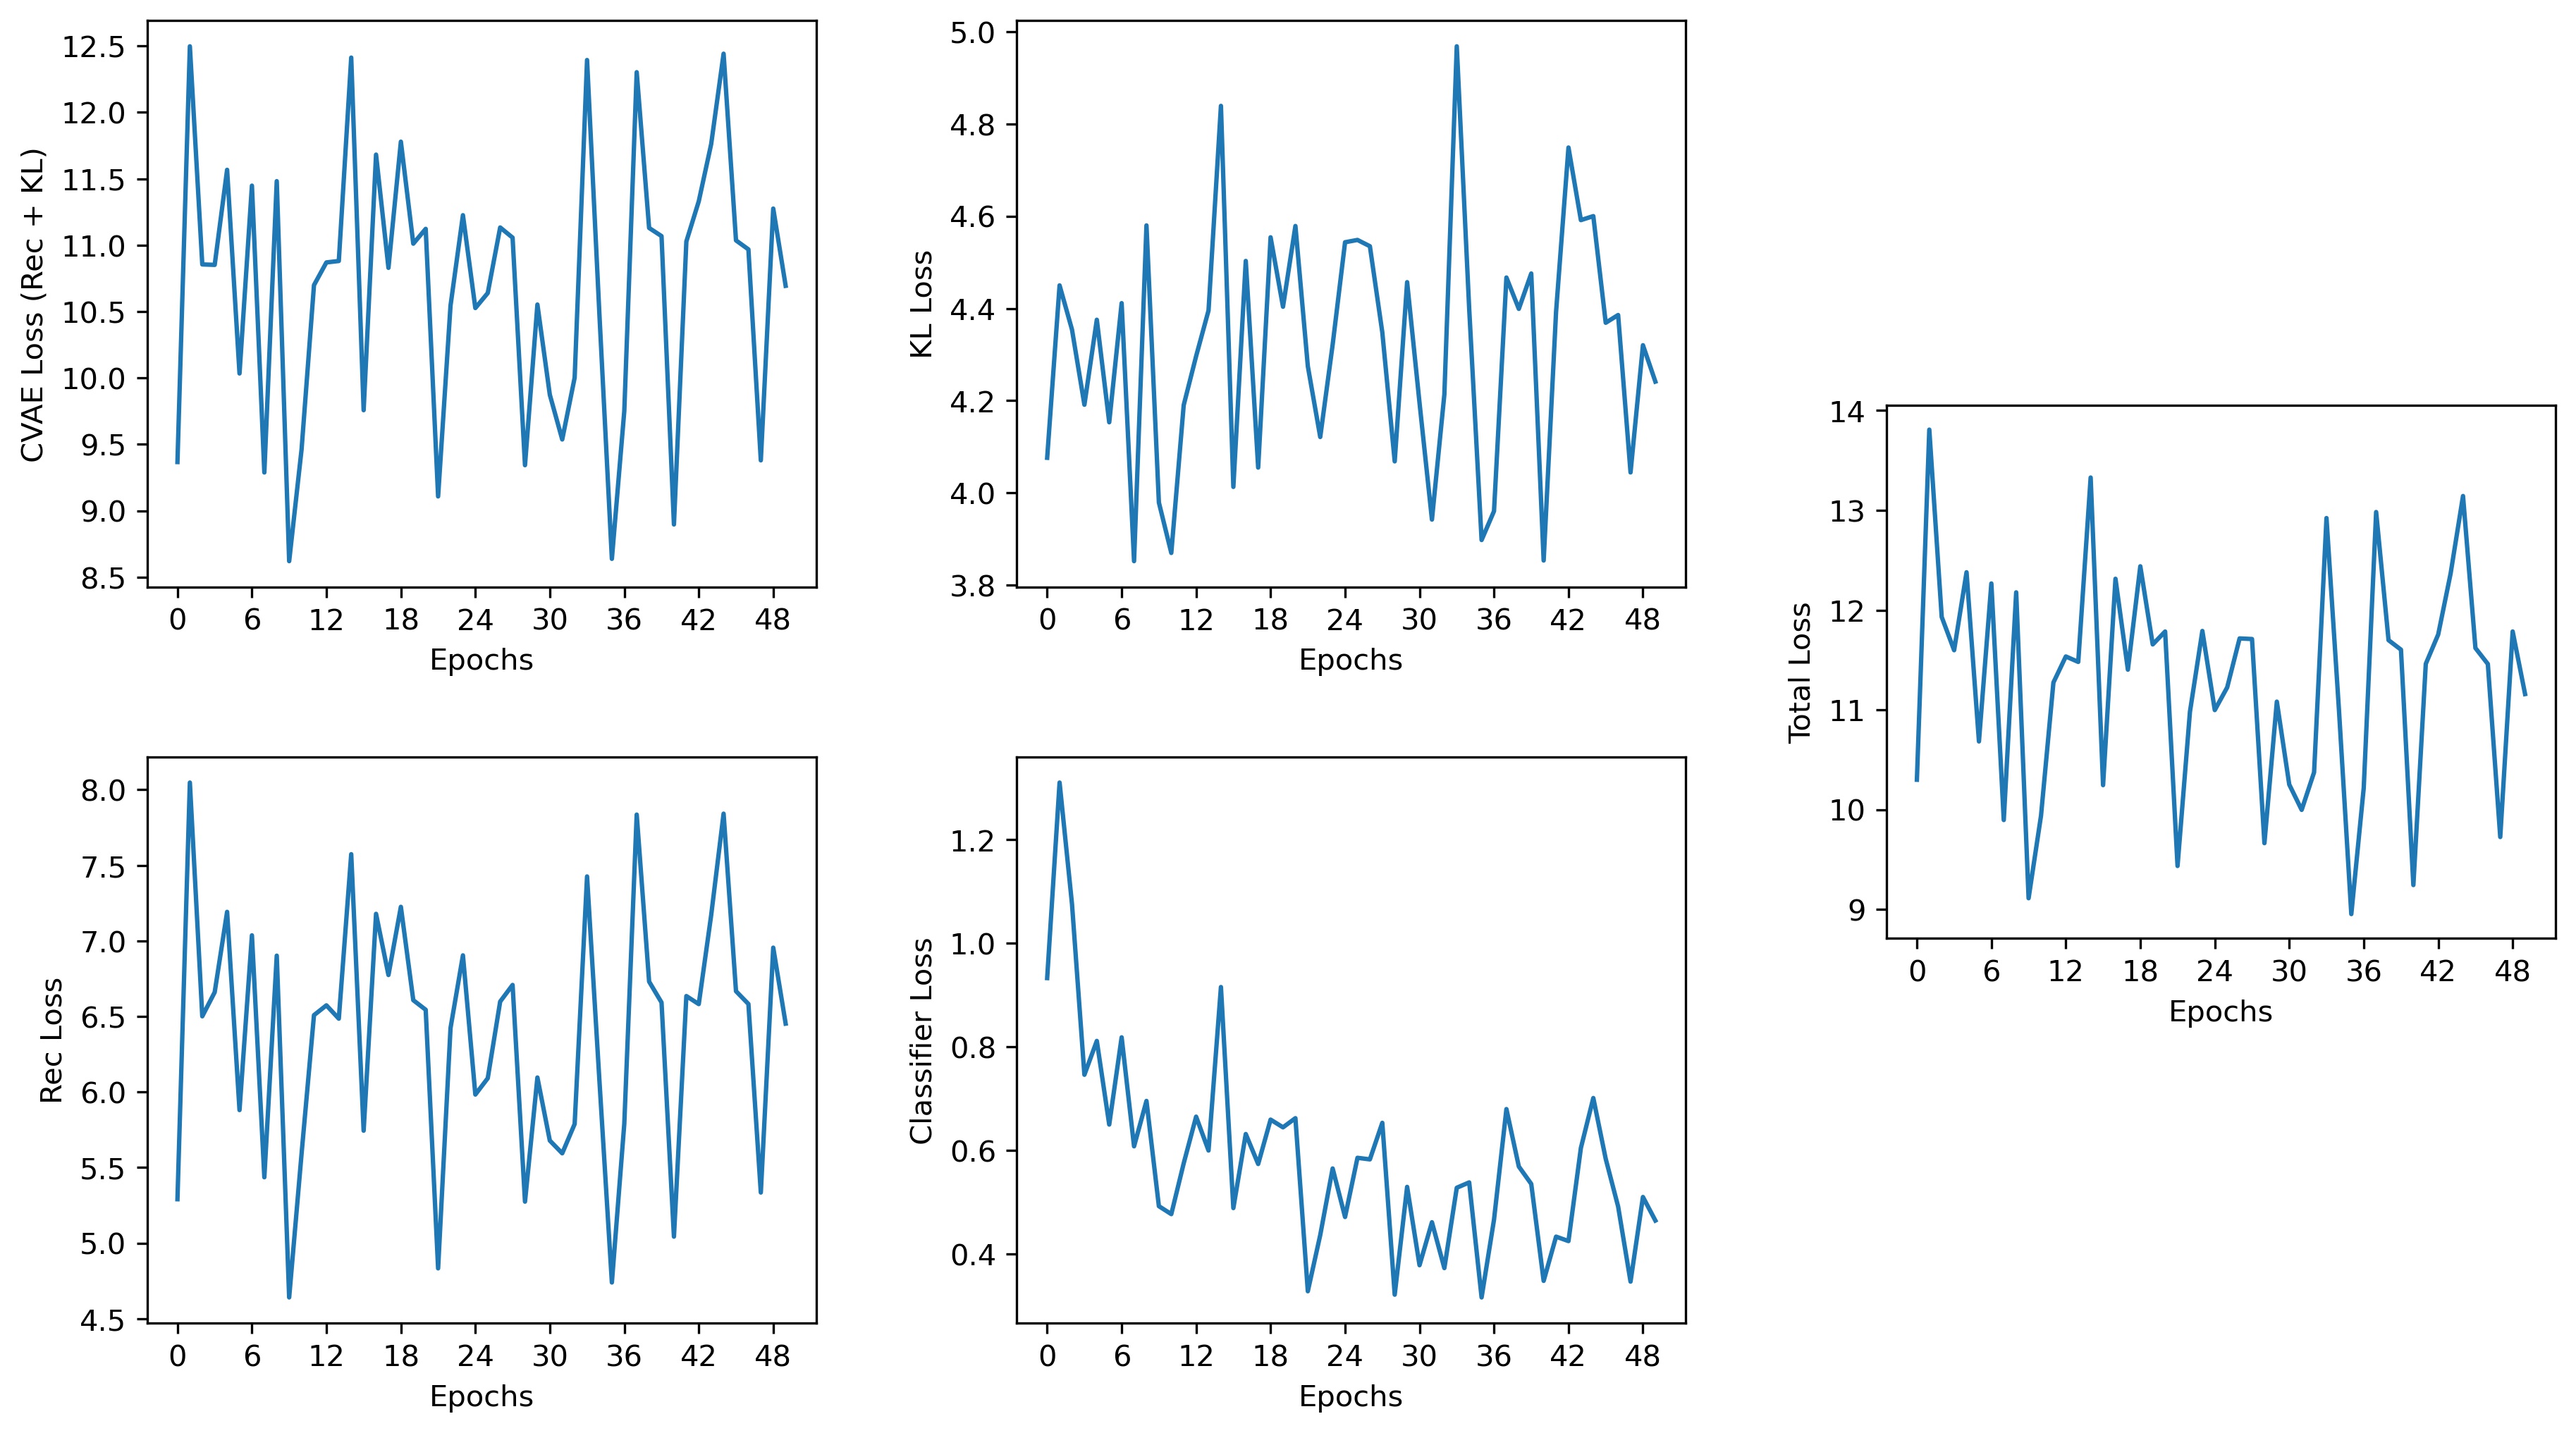 CVAE Loss (Rec + KL)
12.5
12.0
11.5
11.0
10.5
10.0
9.5
9.0
8.5
0 6 12 18 24 30 36 42 48
Epochs
KL Loss
5.0
4.8
4.6
4.4
4.2
4.0
3.8
0 6 12 18 24 30 36 42 48
Epochs
Total Loss
14
13
12
11
10
9
0 6 12 18 24 30 36 42 48
Epochs
Rec Loss
8.0
7.5
7.0
6.5
6.0
5.5
5.0
4.5
0 6 12 18 24 30 36 42 48
Epochs
Classifier Loss
1.2
1.0
0.8
0.6
0.4
0 6 12 18 24 30 36 42 48
Epochs